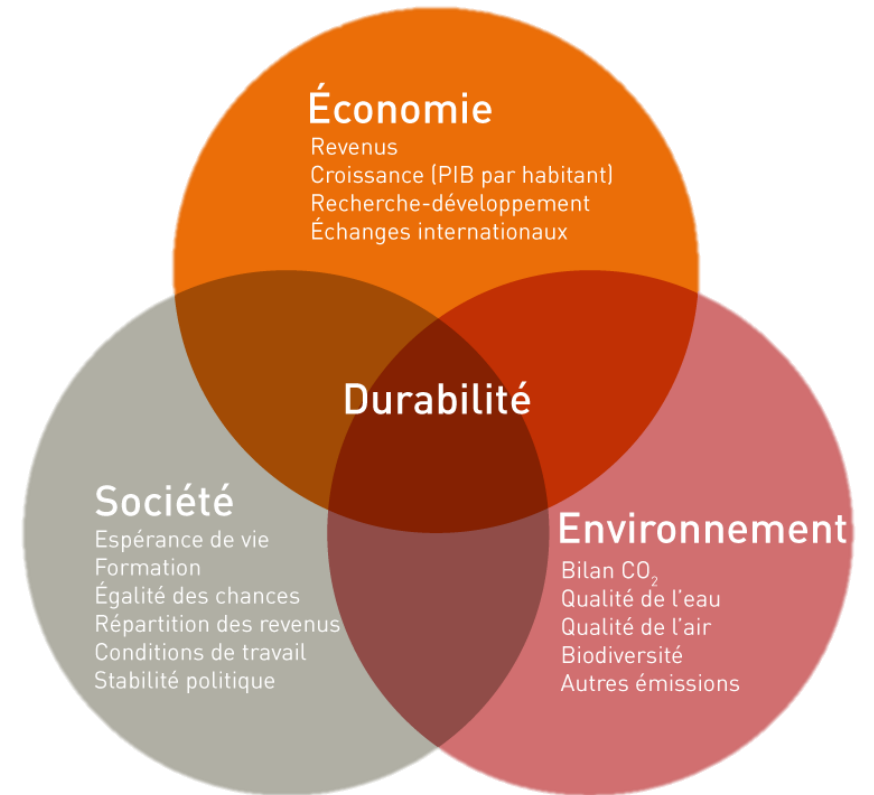 Économie
Revenus
Croissance (PIB par habitant)
Recherche-développement
Échanges internationaux
Durabilité
Société
Espérance de vie
Formation
Égalité des chances
Répartition des revenus
Conditions de travail
Stabilité politique
Environnement
Bilan CO₂
Qualité de l'eau
Qualité de l'air
Biodiversité
Autres émissions